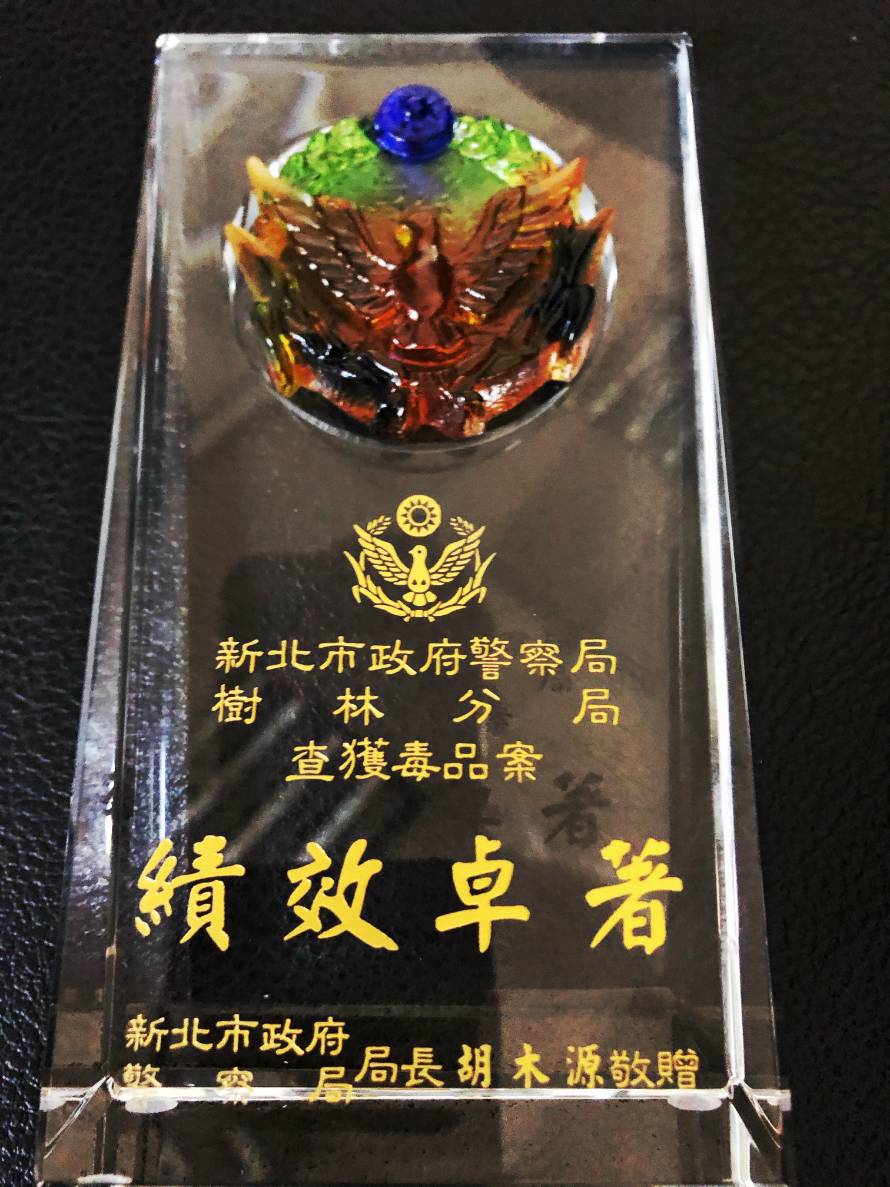 新北市政府警察局
樹林分局
查獲毒品案
績效卓著
新北市政府
警察局局長胡木源敬贈